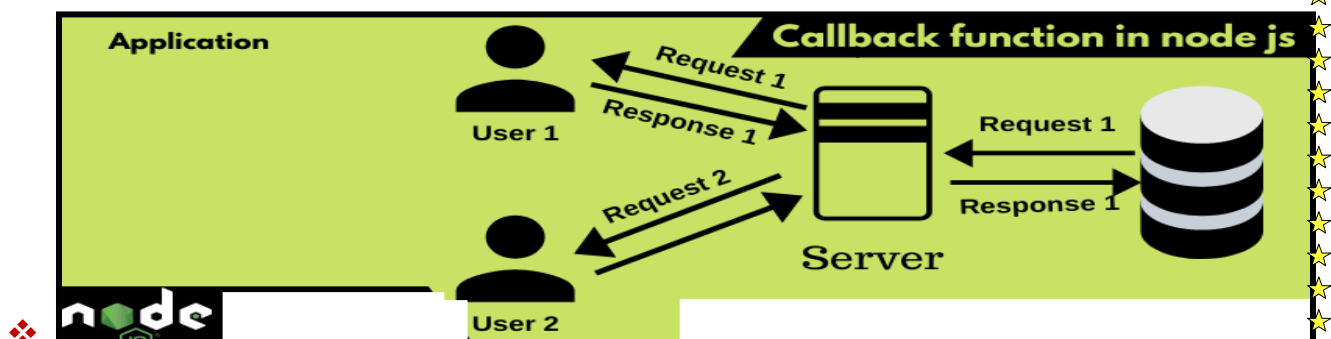 Application
Callback function in node js
Request 1
Response 1
User 1
Request 1
Response 1
Request 2
Server
User 2
node